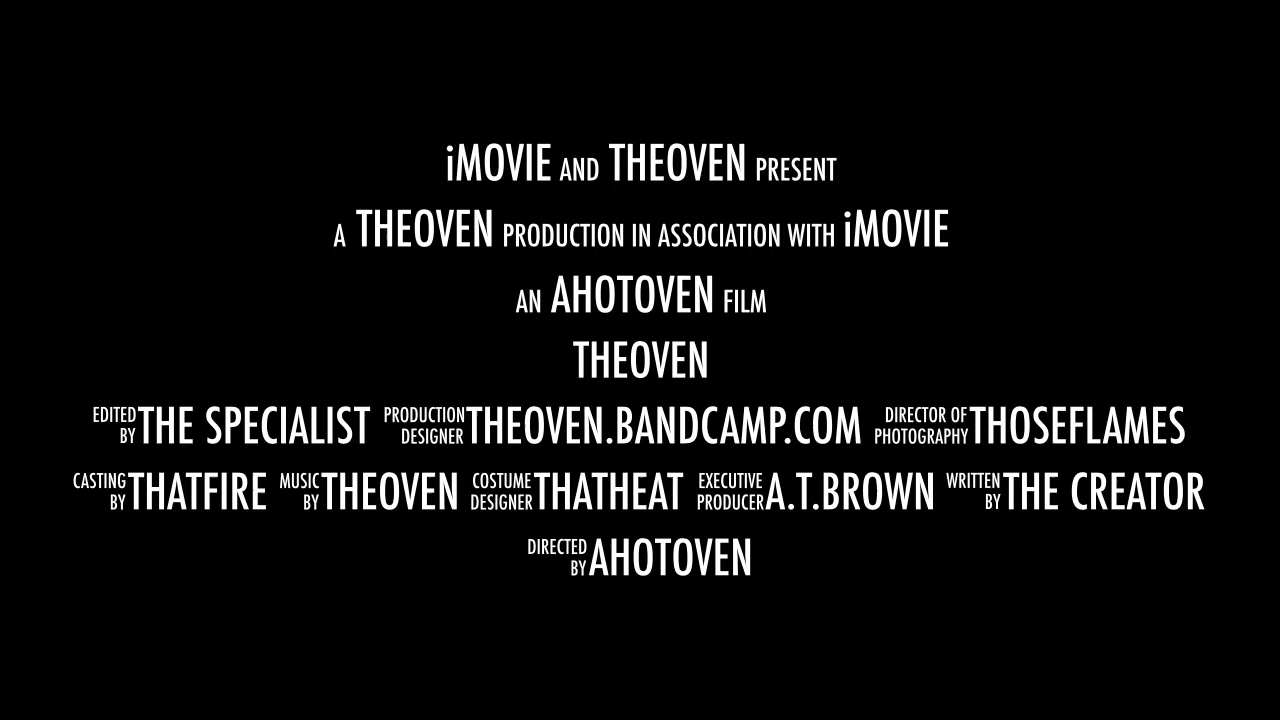 iMOVIE AND THEOVEN PRESENT
A THEOVEN PRODUCTION IN ASSOCIATION WITH iMOVIE
AN AHOTOVEN FILM
THEOVEN
EDITED BY THE SPECIALIST PRODUCTION DESIGNER THEOVEN.BANDCAMP.COM DIRECTOR OF PHOTOGRAPHY THOSEFLAMES
CASTING BY THATFIRE MUSIC BY THEOVEN COSTUME DESIGNER THATHEAT EXECUTIVE PRODUCER A.T.BROWN WRITTEN BY THE CREATOR
DIRECTED BY AHOTOVEN